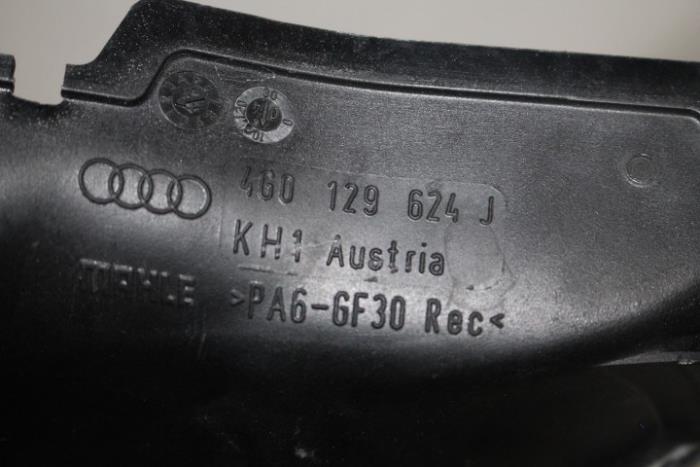 4G0 129 624 J
KH1 Austria
MAHLE >PA6-GF30 Rec<